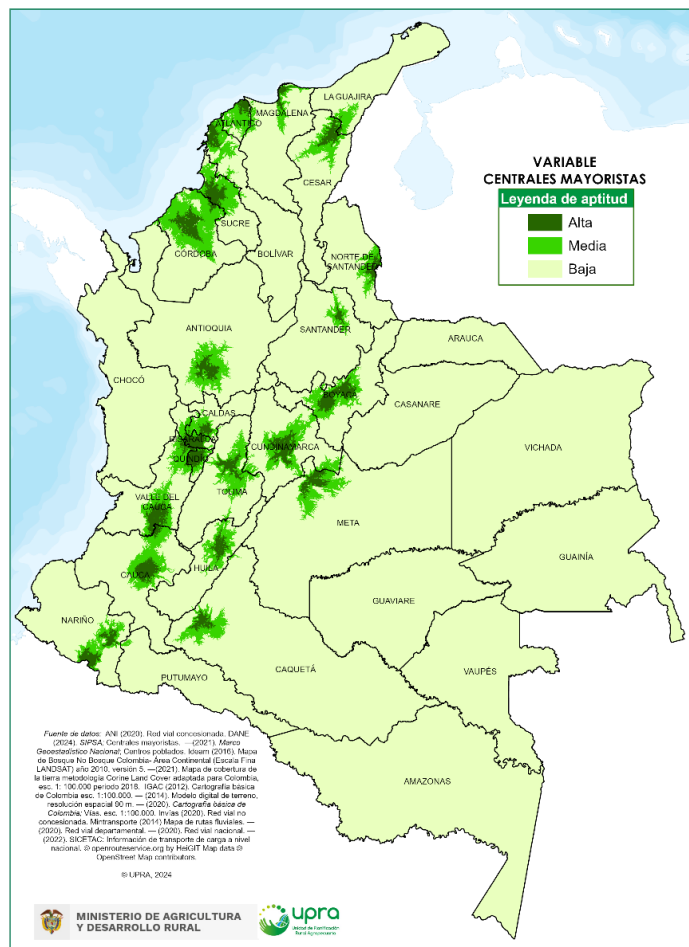 LA GUAJIRA
MAGDALENA
ATLÁNTICO
CESAR
SUCRE
CÓRDOBA
BOLÍVAR
NORTE DE
SANTANDER
ANTIOQUIA
SANTANDER
ARAUCA
CHOCÓ
BOYACÁ
CASANARE
CALDAS
RISARALDA
CUNDINAMARCA
QUINDÍO
VICHADA
TOLIMA
VALLE DEL
CAUCA
META
GUAINÍA
HUILA
CAUCA
GUAVIARE
NARIÑO
CAQUETÁ
VAUPÉS
PUTUMAYO
AMAZONAS
VARIABLE
CENTRALES MAYORISTAS
Leyenda de aptitud
Alta
Media
Baja
Fuente de datos: ANI (2020). Red vial concesionada. DANE
(2024). SIPSA; Centrales mayoristas. —(2021). Marco
Geoestadístico Nacional; Centros poblados. Ideam (2016). Mapa
de Bosque No Bosque Colombia- Área Continental (Escala Fina
LANDSAT) año 2010, versión 5. —(2021). Mapa de cobertura de
la tierra metodología Corine Land Cover adaptada para Colombia,
esc. 1: 100.000 periodo 2018. IGAC (2012). Cartografía básica
de Colombia esc. 1:100.000. — (2014). Modelo digital de terreno,
resolución espacial 90 m. — (2020). Cartografía básica de
Colombia; Vías. esc. 1:100.000. Invías (2020). Red vial no
concesionada. Mintransporte (2014) Mapa de rutas fluviales. —
(2020). Red vial departamental. — (2020). Red vial nacional. —
(2022). SICETAC: Información de transporte de carga a nivel
nacional. © openrouteservice.org by HeiGIT Map data ©
OpenStreet Map contributors.
© UPRA, 2024
MINISTERIO DE AGRICULTURA
Y DESARROLLO RURAL
upra
Unidad de Planificación
Rural Agropecuaria